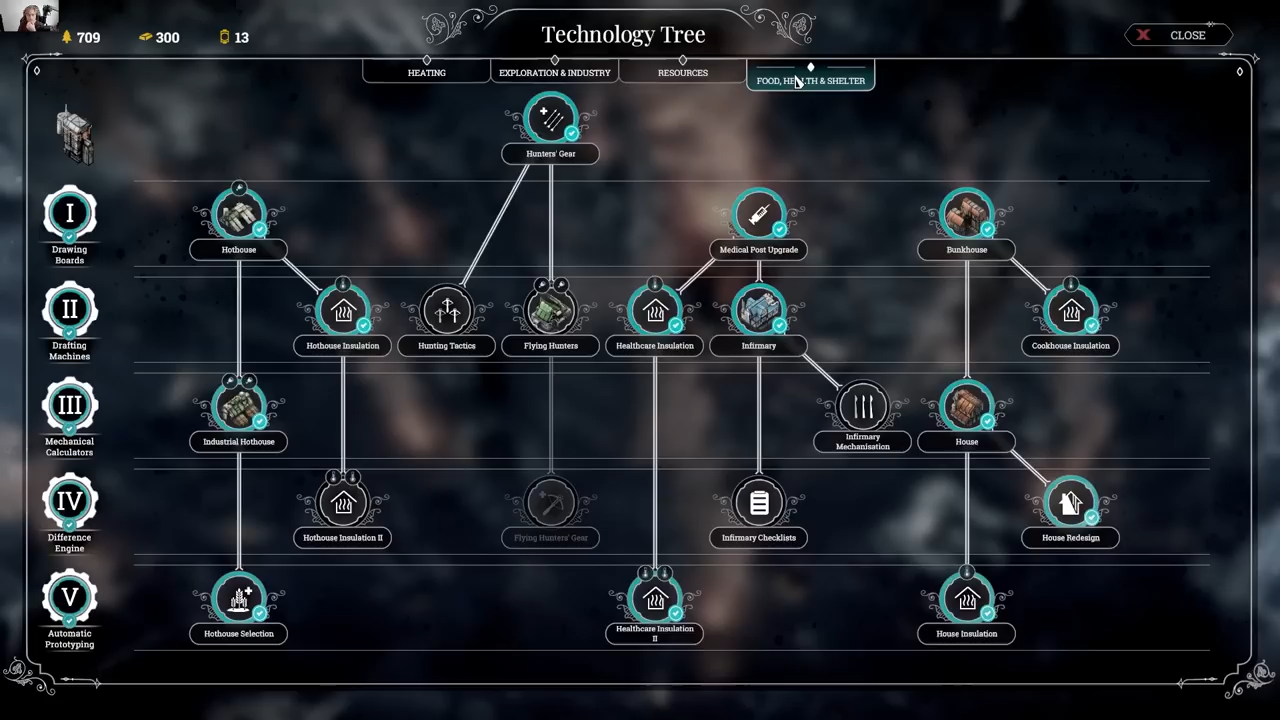 709
300
13
Technology Tree
CLOSE
HEATING
EXPLORATION & INDUSTRY
RESOURCES
FOOD, HEALTH & SHELTER
Hunters' Gear
I
Drawing
Boards
Hothouse
Medical Post Upgrade
Bunkhouse
II
Drafting
Machines
Hothouse Insulation
Hunting Tactics
Flying Hunters
Healthcare Insulation
Infirmary
Cookhouse Insulation
III
Mechanical
Calculators
Industrial Hothouse
Infirmary
Mechanisation
House
IV
Difference
Engine
Hothouse Insulation II
Flying Hunters' Gear
Infirmary Checklists
House Redesign
V
Automatic
Prototyping
Hothouse Selection
Healthcare Insulation
II
House Insulation